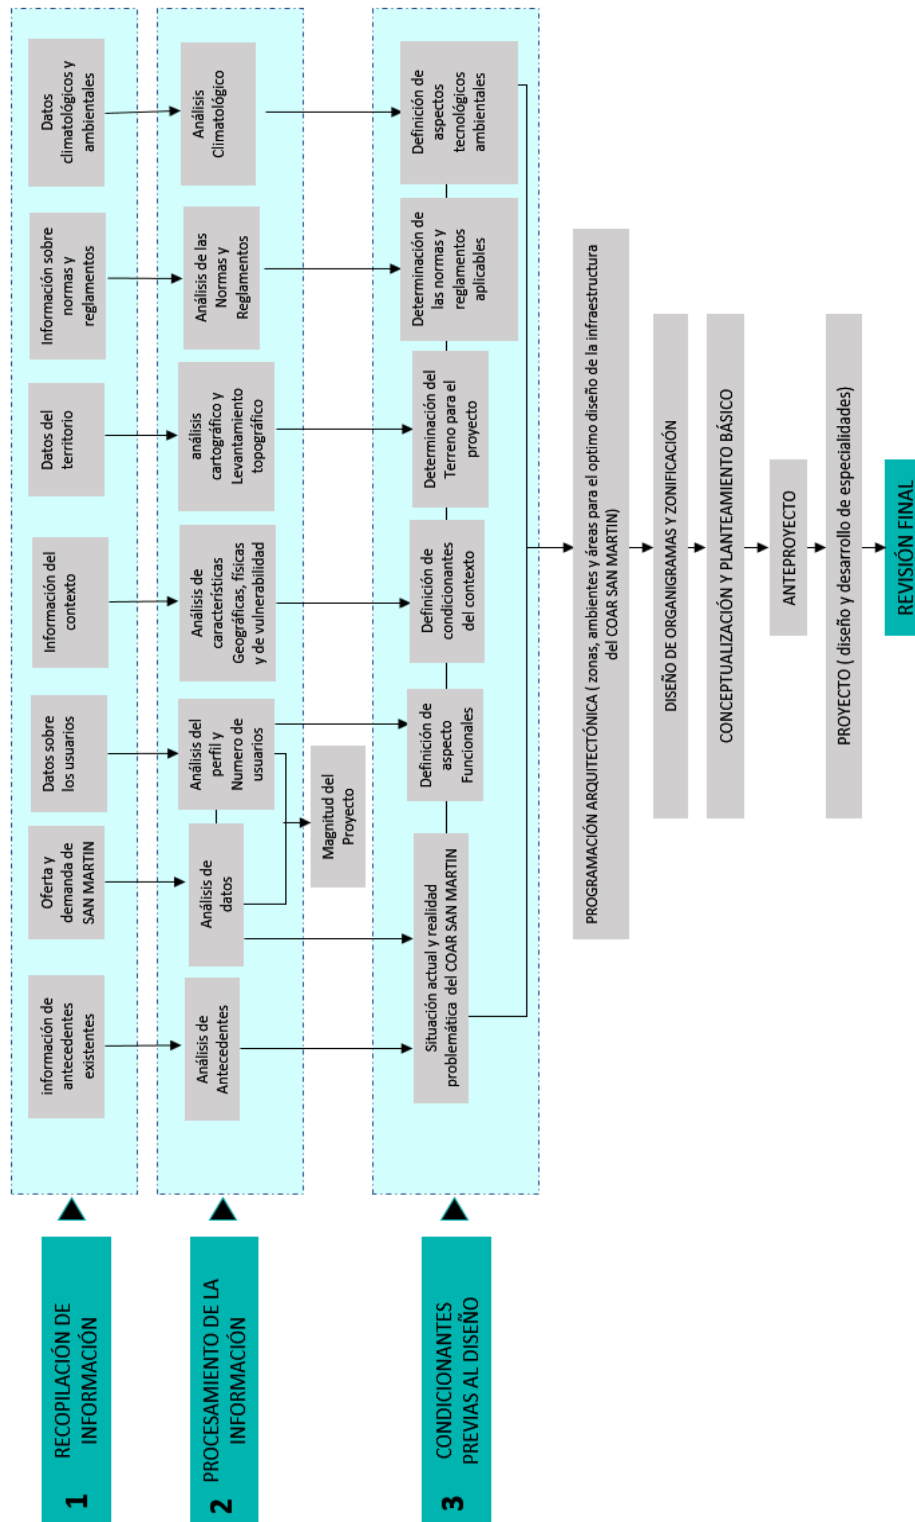 1
RECOPILACIÓN DE
INFORMACIÓN
información de
antecedentes
existentes
Oferta y
demanda de
SAN MARTIN
Datos sobre
los usuarios
Información del
contexto
Datos del
territorio
Información sobre
normas y
reglamentos
Datos
climatológicos y
ambientales
2
PROCESAMIENTO DE LA
INFORMACIÓN
Análisis de
Antecedentes
Análisis de
datos
Análisis del
perfil y
Numero de
usuarios
Análisis de
características
Geográficas, físicas
y de vulnerabilidad
análisis
cartográfico y
Levantamiento
topográfico
Análisis de las
Normas y
Reglamentos
Análisis
Climatológico
Magnitud del
Proyecto
3
CONDICIONANTES
PREVIAS AL DISEÑO
Situación actual y realidad
problemática del COAR SAN MARTIN
Definición de
aspecto
Funcionales
Definición de
condicionantes
del contexto
Determinación del
Terreno para el
proyecto
Determinación de
las normas y
reglamentos
aplicables
Definición de
aspectos
tecnológicos
ambientales
PROGRAMACIÓN ARQUITECTÓNICA ( zonas, ambientes y áreas para el optimo diseño de la infraestructura
del COAR SAN MARTIN)
DISEÑO DE ORGANIGRAMAS Y ZONIFICACIÓN
CONCEPTUALIZACIÓN Y PLANTEAMIENTO BÁSICO
ANTEPROYECTO
PROYECTO ( diseño y desarrollo de especialidades)
REVISIÓN FINAL